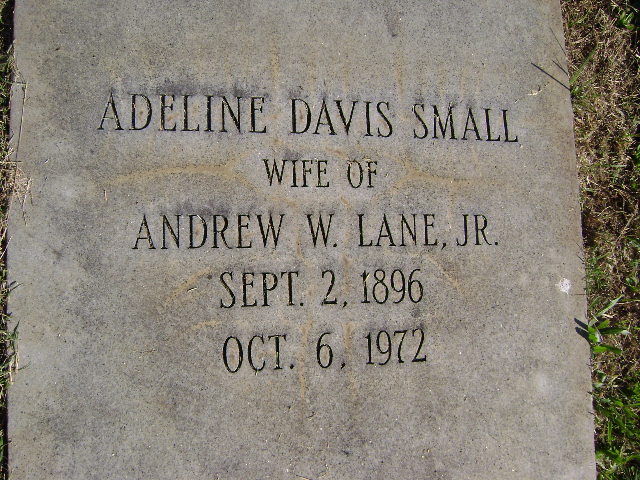 ADELINE DAVIS SMALL
WIFE OF
ANDREW W. LANE, JR.
SEPT. 2, 1896
OCT. 6, 1972